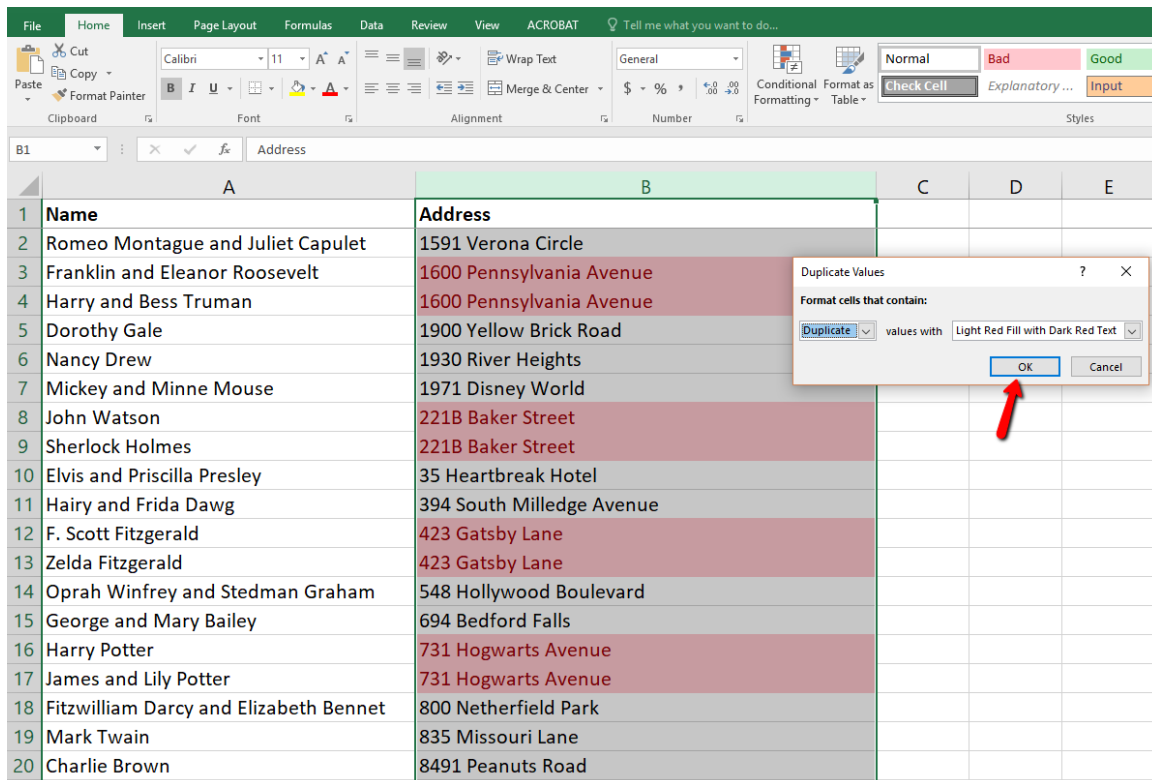 File Home Insert Page Layout Formulas Data Review View ACROBAT Tell me what you want to do...
Cut
Copy
Format Painter
Paste
Clipboard
Calibri 11
B I U
Font
Wrap Text
Merge & Center
Alignment
General
$ % ,
Number
Conditional Formatting
Format as Table
Normal Bad Good
Check Cell Explanatory ... Input
Styles
B1 fx Address
A B C D E
1 Name Address
2 Romeo Montague and Juliet Capulet 1591 Verona Circle
3 Franklin and Eleanor Roosevelt 1600 Pennsylvania Avenue
4 Harry and Bess Truman 1600 Pennsylvania Avenue
5 Dorothy Gale 1900 Yellow Brick Road
6 Nancy Drew 1930 River Heights
7 Mickey and Minne Mouse 1971 Disney World
8 John Watson 221B Baker Street
9 Sherlock Holmes 221B Baker Street
10 Elvis and Priscilla Presley 35 Heartbreak Hotel
11 Hairy and Frida Dawg 394 South Milledge Avenue
12 F. Scott Fitzgerald 423 Gatsby Lane
13 Zelda Fitzgerald 423 Gatsby Lane
14 Oprah Winfrey and Stedman Graham 548 Hollywood Boulevard
15 George and Mary Bailey 694 Bedford Falls
16 Harry Potter 731 Hogwarts Avenue
17 James and Lily Potter 731 Hogwarts Avenue
18 Fitzwilliam Darcy and Elizabeth Bennet 800 Netherfield Park
19 Mark Twain 835 Missouri Lane
20 Charlie Brown 8491 Peanuts Road
Duplicate Values ?
Format cells that contain:
Duplicate values with Light Red Fill with Dark Red Text
OK Cancel